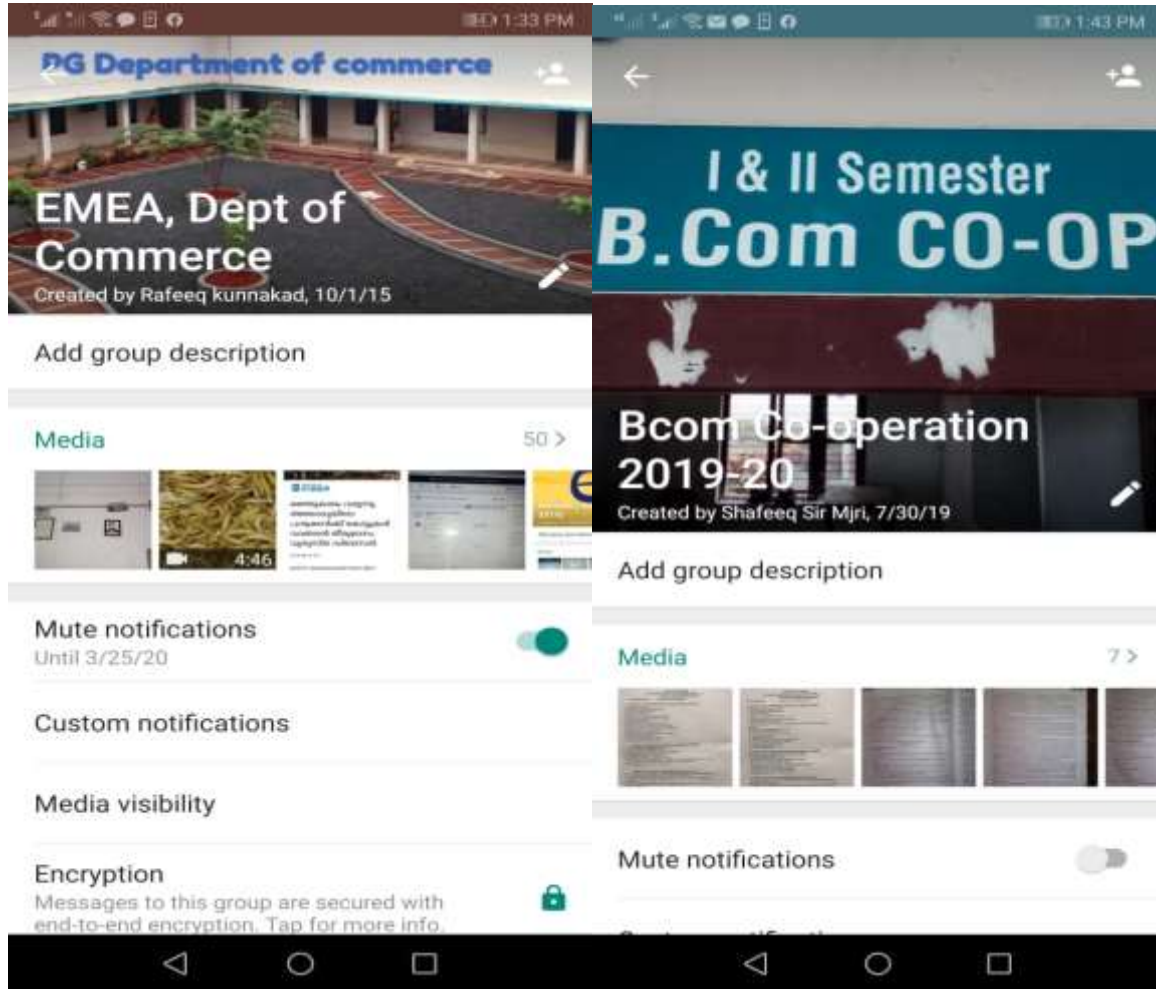 1:33 PM
PG Department of commerce
EMEA, Dept of
Commerce
Created by Rafeeq kunnakad, 10/1/15
Add group description
Media
50 >
4:46
Mute notifications
Until 3/25/20
Custom notifications
Media visibility
Encryption
Messages to this group are secured with
end-to-end encryption. Tap for more info.
1:43 PM
I & II Semester
B.Com CO-OP
Bcom Co-operation
2019-20
Created by Shafeeq Sir Mjri, 7/30/19
Add group description
Media
7 >
Mute notifications